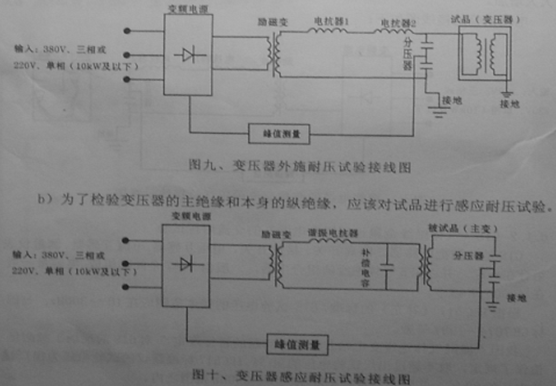 变频电源
励磁变
电抗器1
电抗器2
试品（变压器）
输入：380V、三相或
220V、单相（10kW及以下）
分压器
接地
接地
峰值测量
图九、变压器外施耐压试验接线图
b）为了检验变压器的主绝缘和本身的纵绝缘，应该对试品进行感应耐压试验。
变频电源
励磁变
谐振电抗器
被试品（主变）
输入：380V、三相或
220V、单相（10kW及以下）
补偿电容
分压器
接地
峰值测量
图十、变压器感应耐压试验接线图